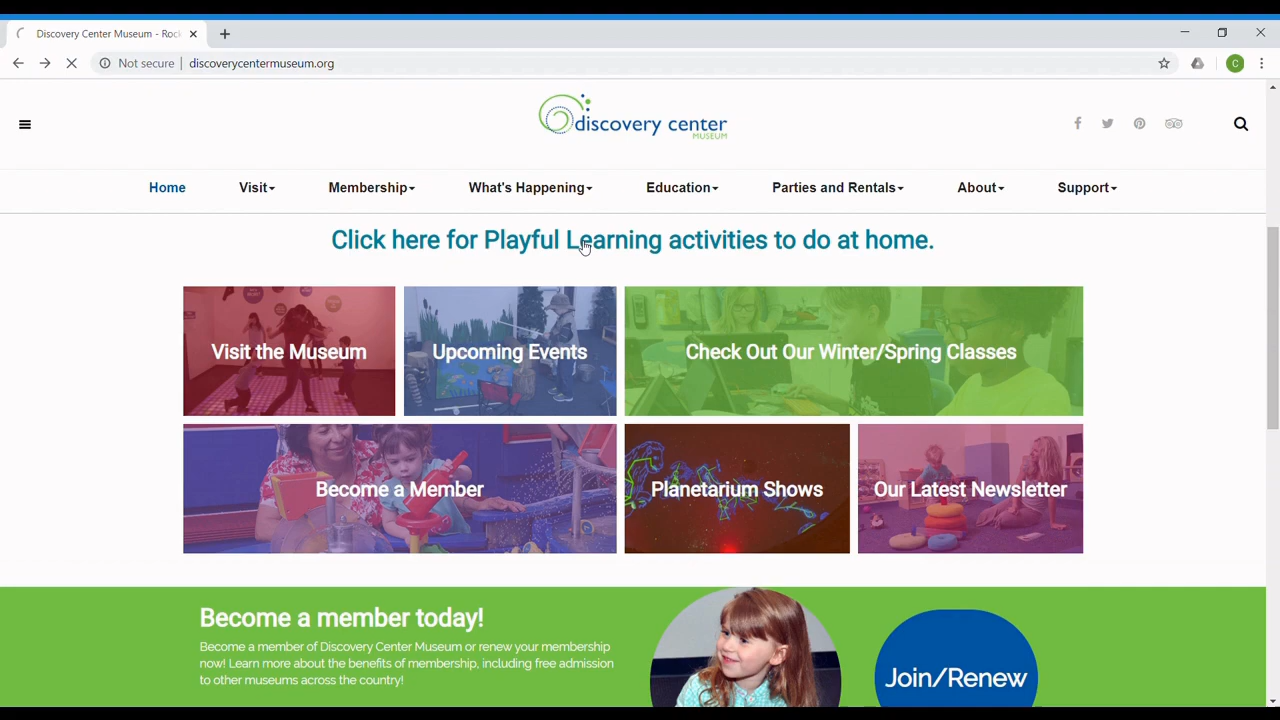 Discovery Center Museum - Rock
Not secure | discoverycentermuseum.org
C
discovery center
MUSEUM
Home Visit Membership What's Happening Education Parties and Rentals About Support
Click here for Playful Learning activities to do at home.
Visit the Museum
Upcoming Events
Check Out Our Winter/Spring Classes
Become a Member
Planetarium Shows
Our Latest Newsletter
Become a member today!
Become a member of Discovery Center Museum or renew your membership
now! Learn more about the benefits of membership, including free admission
to other museums across the country!
Join/Renew